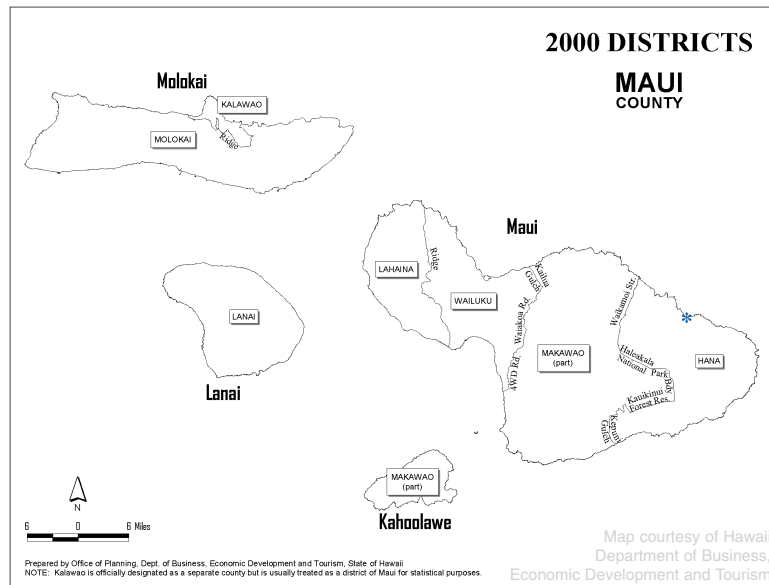 2000 DISTRICTS
MAUI
COUNTY
Molokai
KALAWAO
MOLOKAI
Ridge
Maui
LAHAINA
Ridge
WAILUKU
Kailua
Gulch
Waiakoa Rd.
4WD Rd.
MAKAWAO
(part)
Waikamoi Str.
*
Haleakala
National Park
Bdy
HANA
Kaukinui
Forest Res.
Kepuni
Gulch
LANAI
Lanai
MAKAWAO
(part)
Kahoolawe
N
6 0 6 Miles
Prepared by Office of Planning, Dept. of Business, Economic Development and Tourism, State of Hawaii
NOTE: Kalawao is officially designated as a separate county but is usually treated as a district of Maui for statistical purposes.
Map courtesy of Hawaii
Department of Business,
Economic Development and Tourism